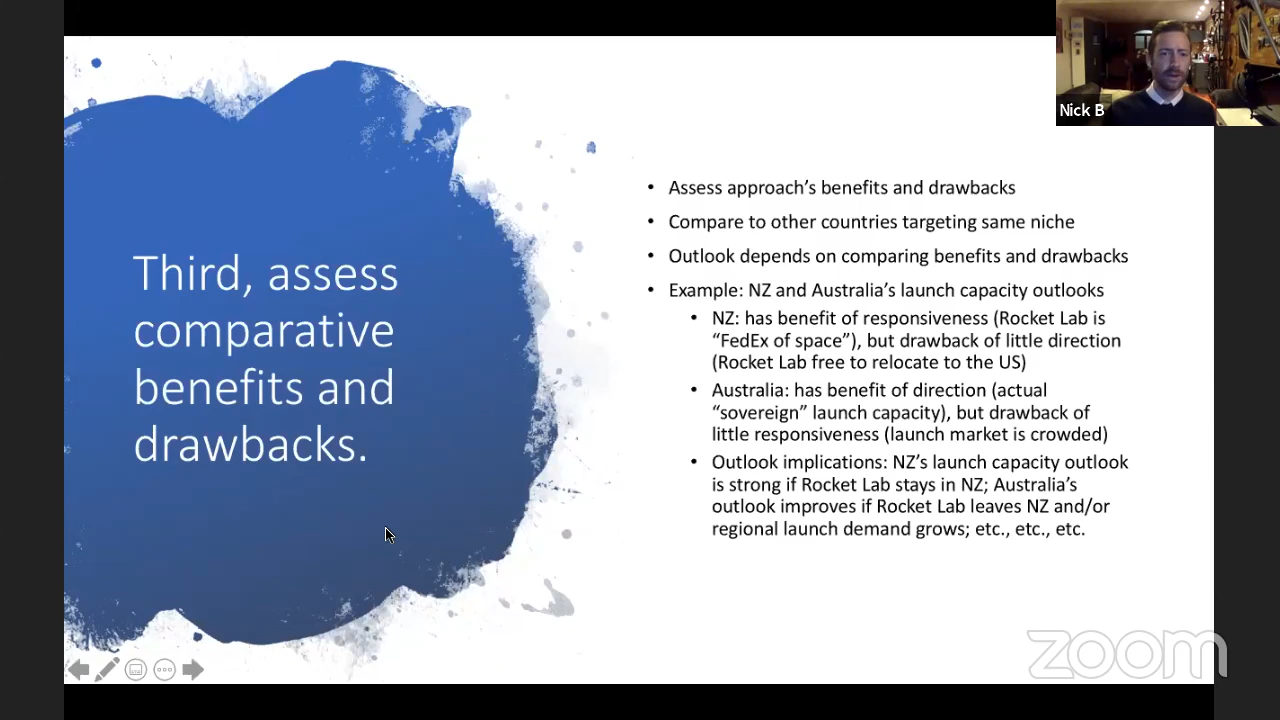 Nick B
Third, assess
comparative
benefits and
drawbacks.
• Assess approach’s benefits and drawbacks
• Compare to other countries targeting same niche
• Outlook depends on comparing benefits and drawbacks
• Example: NZ and Australia’s launch capacity outlooks
• NZ: has benefit of responsiveness (Rocket Lab is
“FedEx of space”), but drawback of little direction
(Rocket Lab free to relocate to the US)
• Australia: has benefit of direction (actual
“sovereign” launch capacity), but drawback of
little responsiveness (launch market is crowded)
• Outlook implications: NZ’s launch capacity outlook
is strong if Rocket Lab stays in NZ; Australia’s
outlook improves if Rocket Lab leaves NZ and/or
regional launch demand grows; etc., etc., etc.
zoom